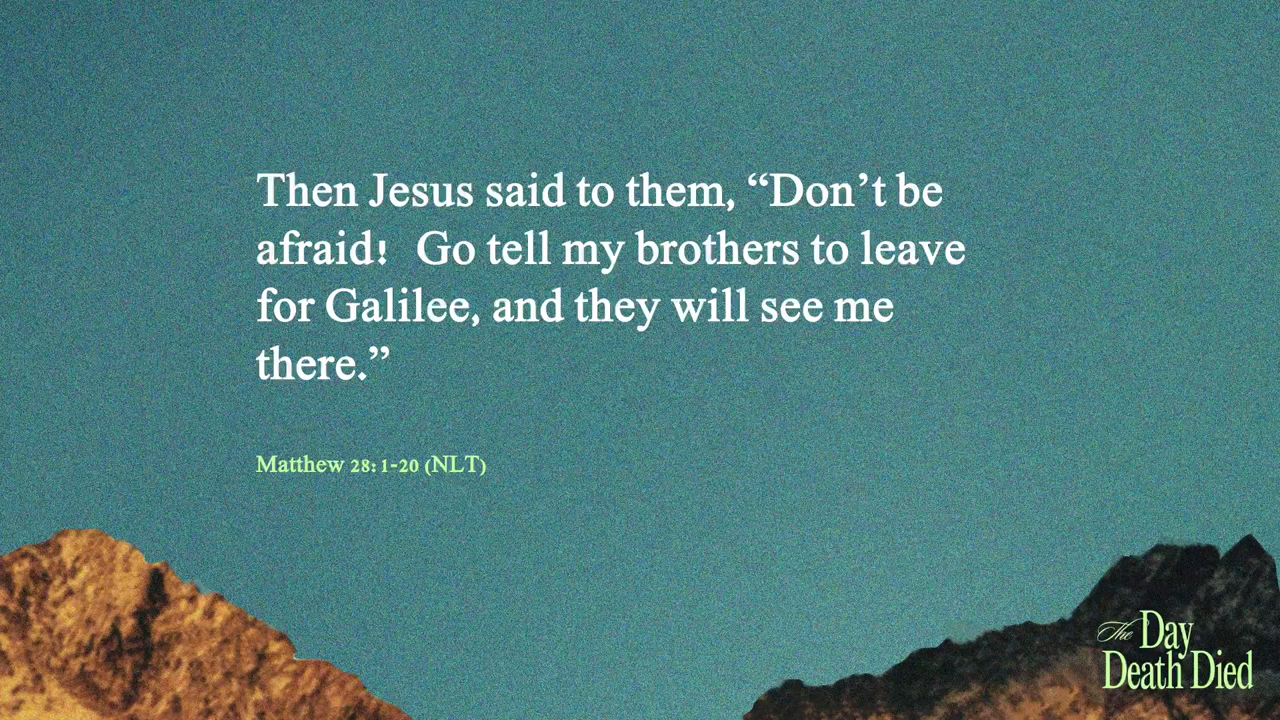 Then Jesus said to them, “Don’t be
afraid!  Go tell my brothers to leave
for Galilee, and they will see me
there.”
Matthew 28:1-20 (NLT)
The Day
Death Died